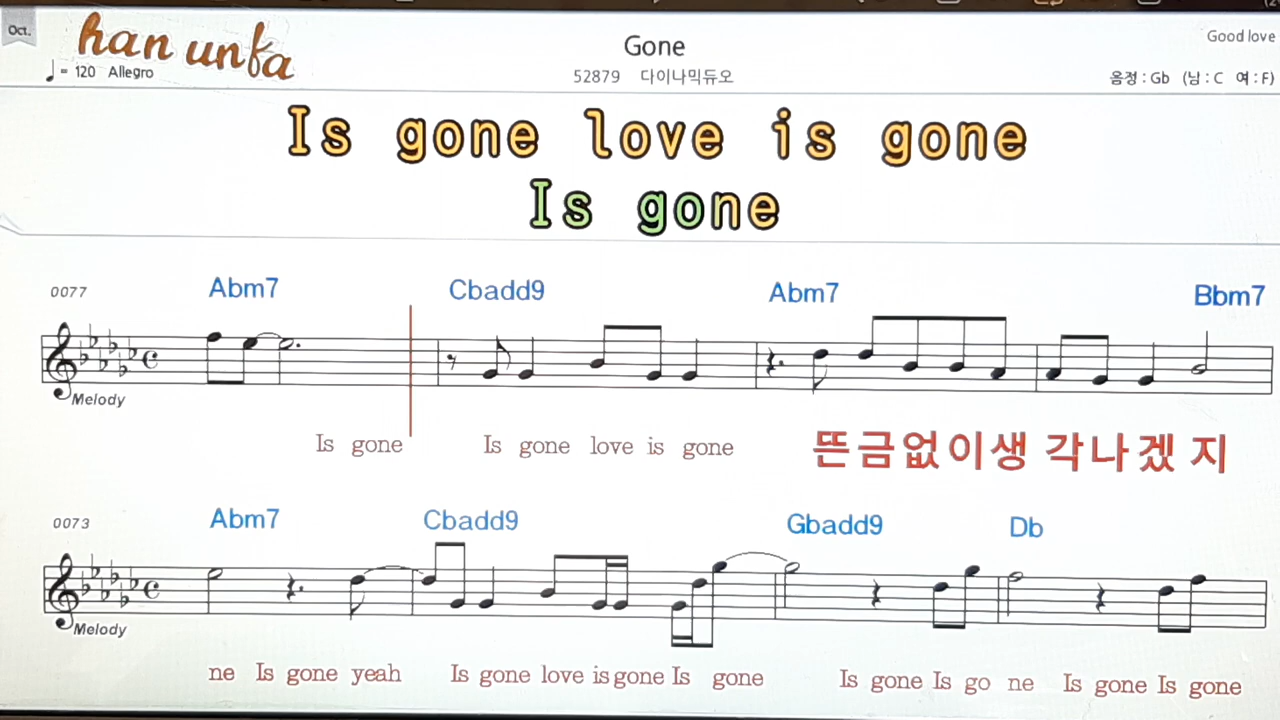 Oct.
han unfa
Gone
Good love
♩ = 120 Allegro
52879 다이나믹듀오
음정 : Gb (남 : C 여 : F)
Is gone love is gone
Is gone
0077
Abm7 Cbadd9 Abm7 Bbm7
Melody
Is gone Is gone love is gone 뜬금없이생 각나겠 지
0073
Abm7 Cbadd9 Gbadd9 Db
Melody
ne Is gone yeah Is gone love is gone Is gone Is gone Is go ne Is gone Is gone